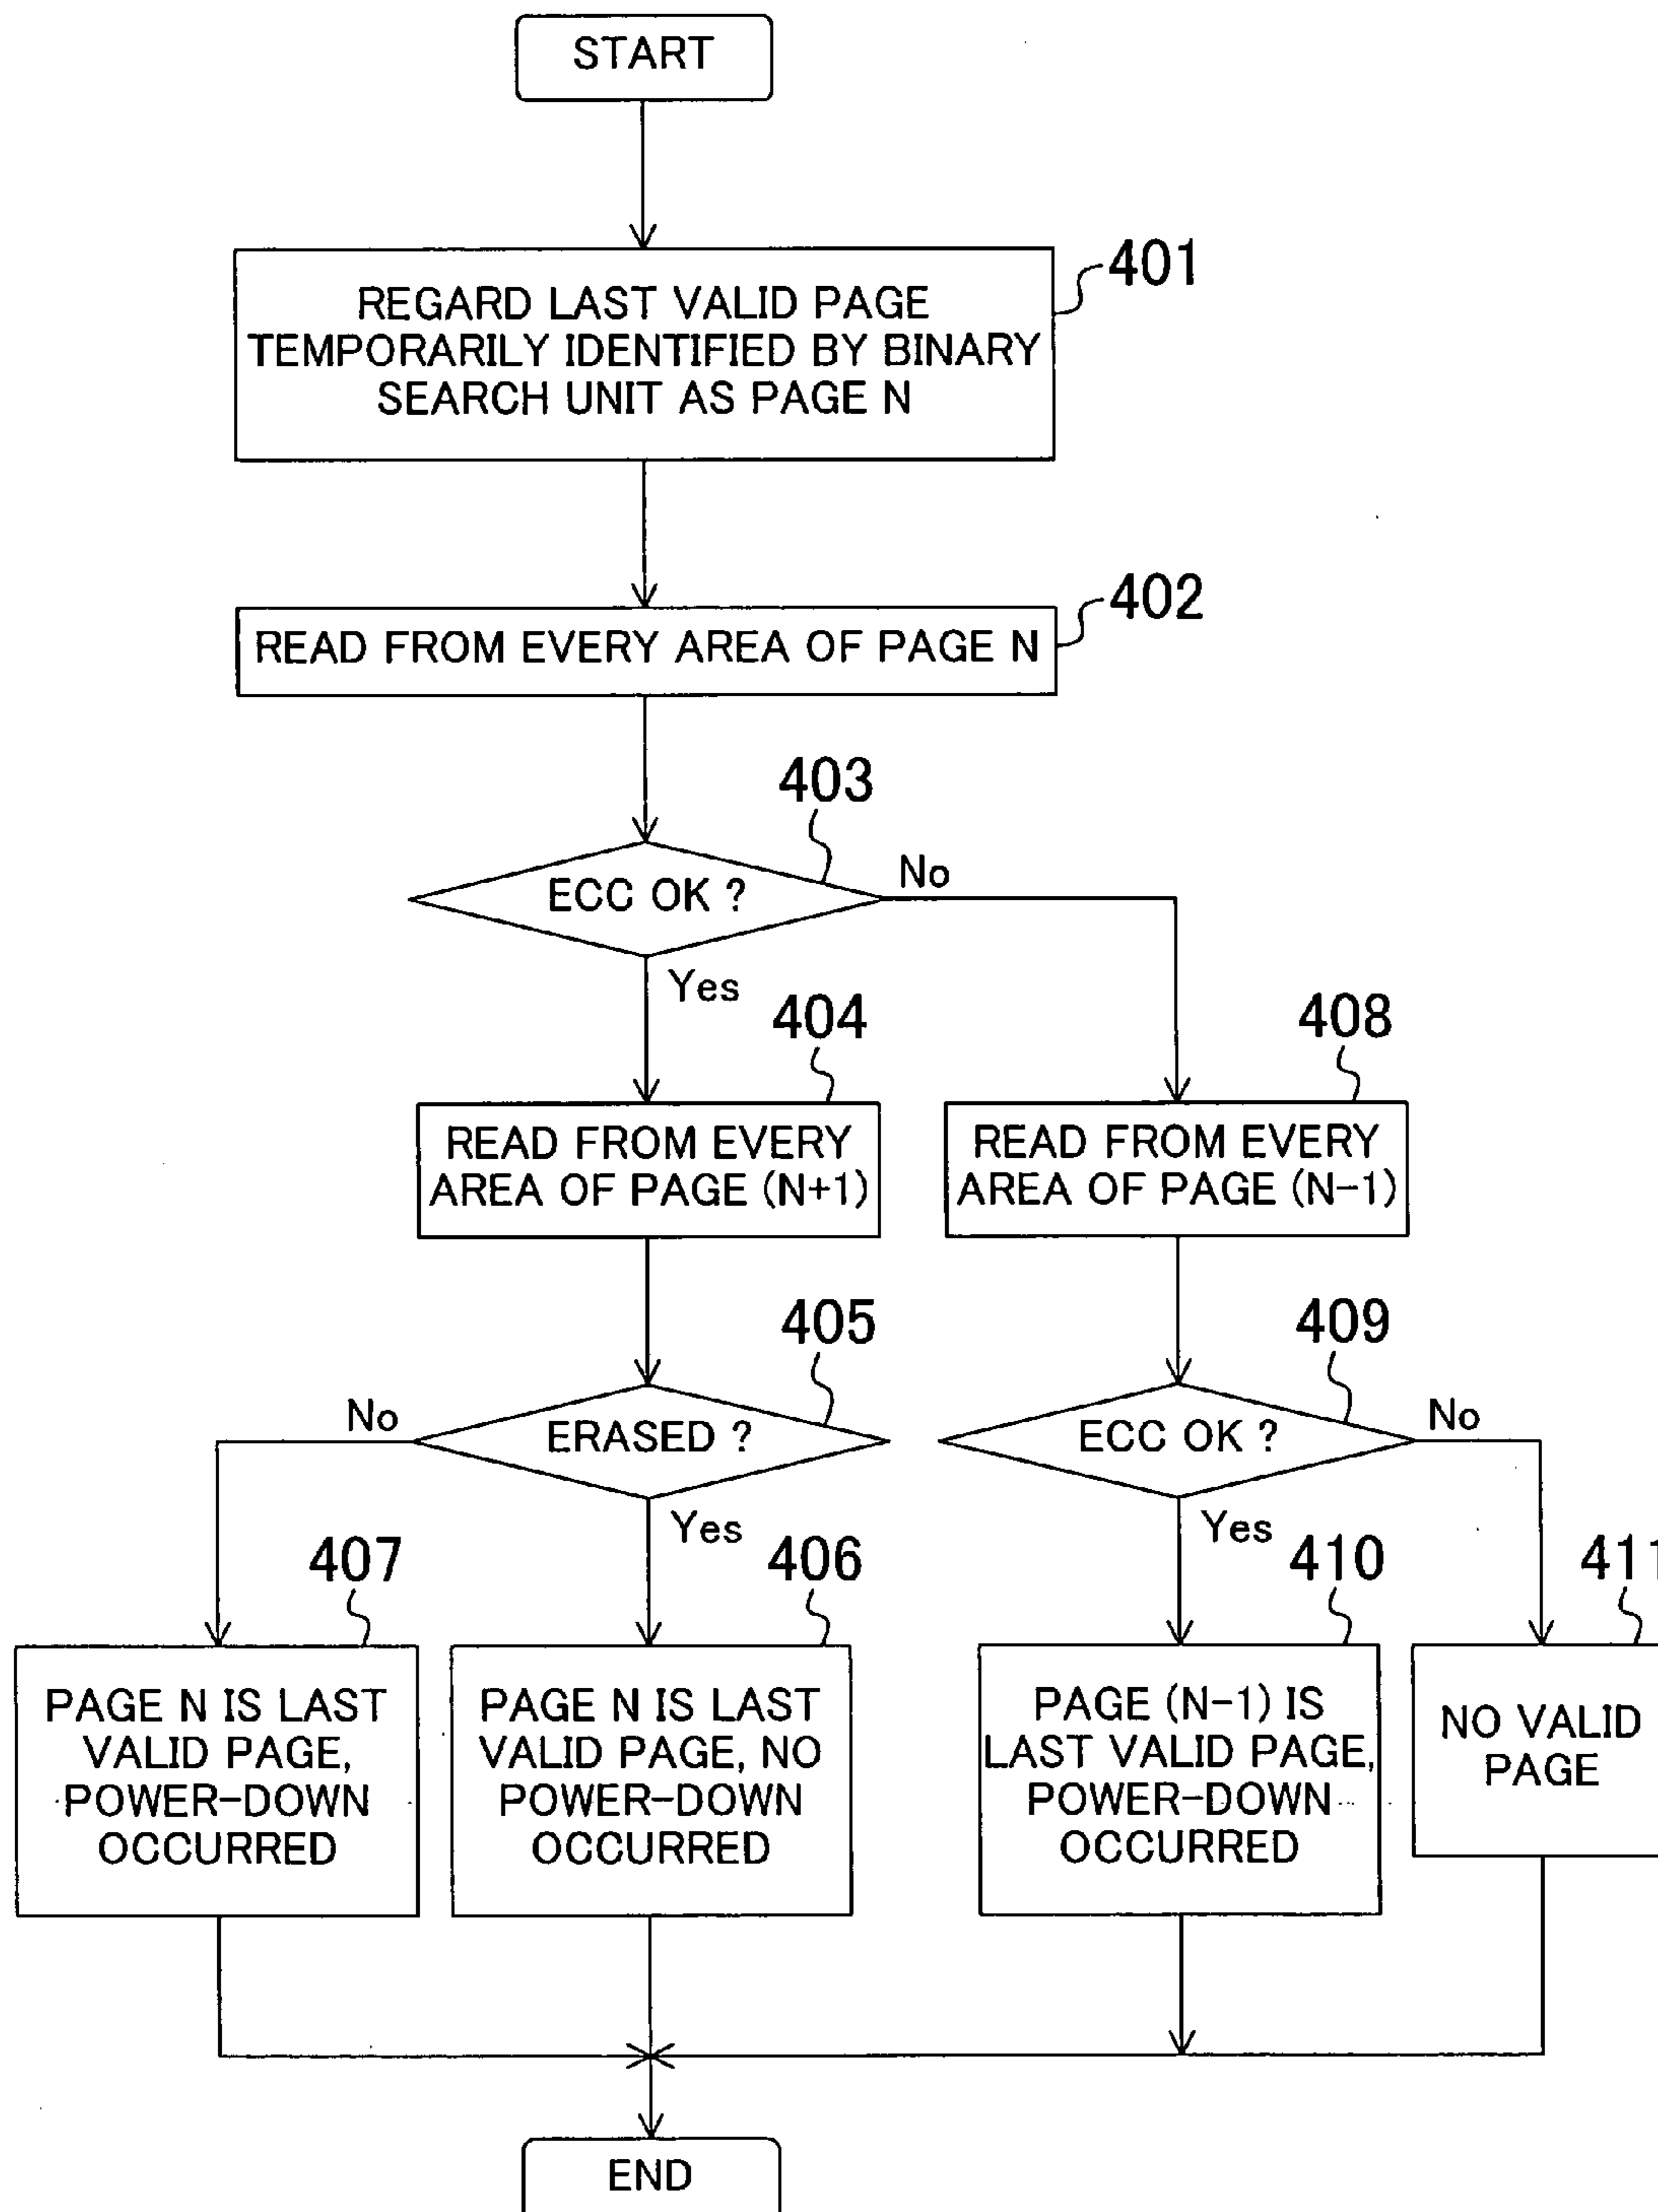 START
401
REGARD LAST VALID PAGE
TEMPORARILY IDENTIFIED BY BINARY
SEARCH UNIT AS PAGE N
402
READ FROM EVERY AREA OF PAGE N
403
ECC OK ?
No
Yes
404
READ FROM EVERY
AREA OF PAGE (N+1)
408
READ FROM EVERY
AREA OF PAGE (N-1)
405
ERASED ?
No
Yes
409
ECC OK ?
No
Yes
407
PAGE N IS LAST
VALID PAGE,
POWER-DOWN
OCCURRED
406
PAGE N IS LAST
VALID PAGE, NO
POWER-DOWN
OCCURRED
410
PAGE (N-1) IS
LAST VALID PAGE,
POWER-DOWN
OCCURRED
411
NO VALID
PAGE
END